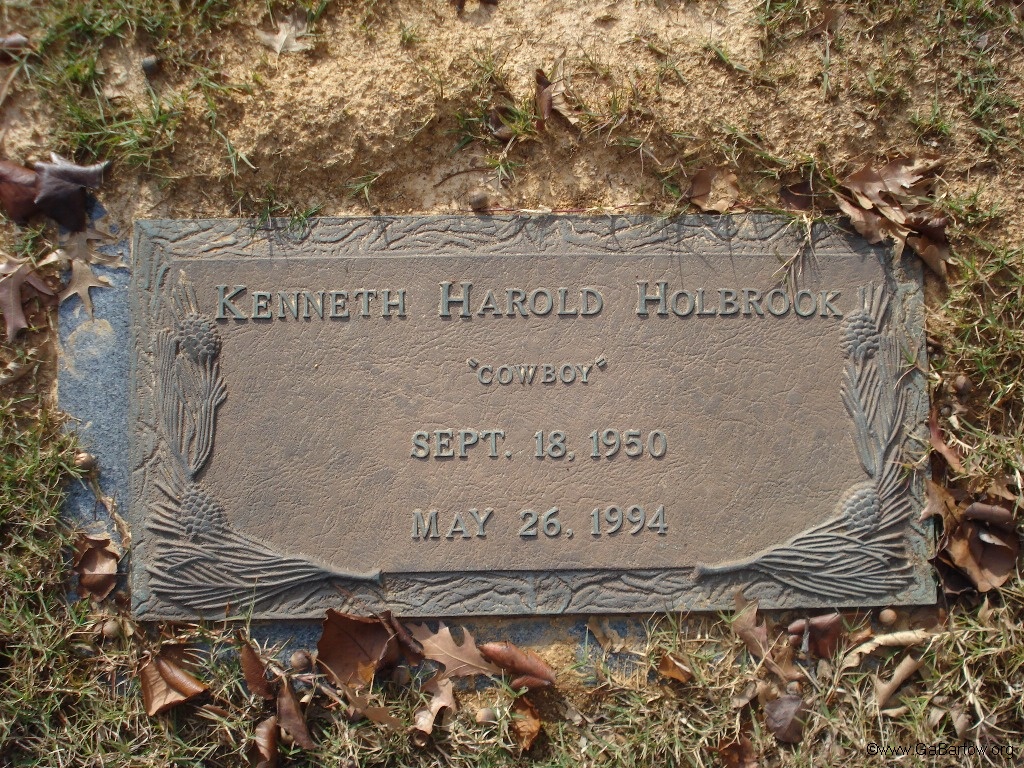 KENNETH HAROLD HOLBROOK
"COWBOY"
SEPT. 18, 1950
MAY 26, 1994
©www.GaBartow.org